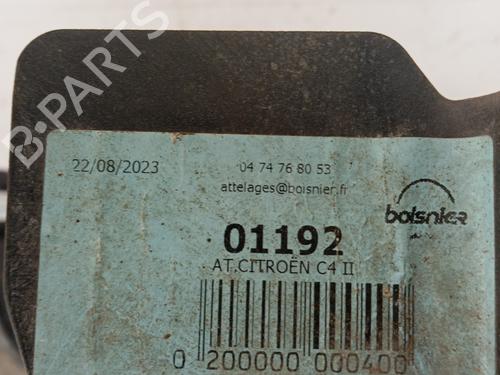 B-PARTS
22/08/2023
04 74 76 80 53
attelages@boisnier.fr
boisnier
01192
AT.CITROËN C4 II
0 200000 000400